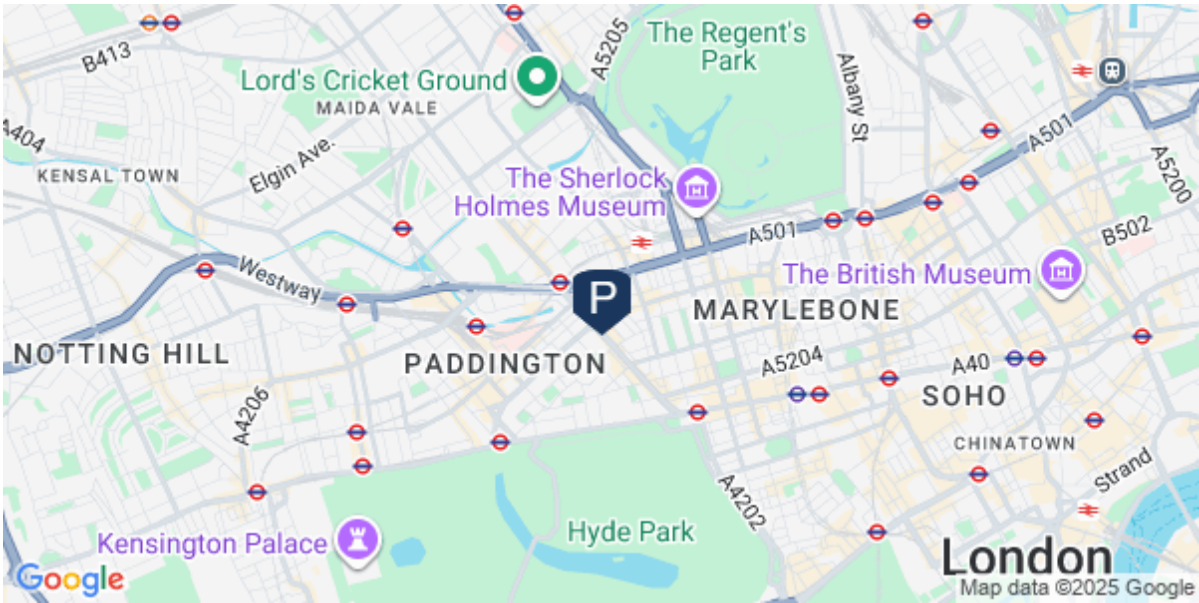 B413
A5205
The Regent's
Park
Lord's Cricket Ground
MAIDA VALE
Albany St
A404
Elgin Ave.
A501
KENSAL TOWN
The Sherlock
Holmes Museum
A5200
A501
B502
Westway
The British Museum
P
MARYLEBONE
NOTTING HILL
PADDINGTON
A5204
A40
SOHO
A4206
CHINATOWN
Strand
A4202
Hyde Park
Kensington Palace
London
Google
Map data ©2025 Google